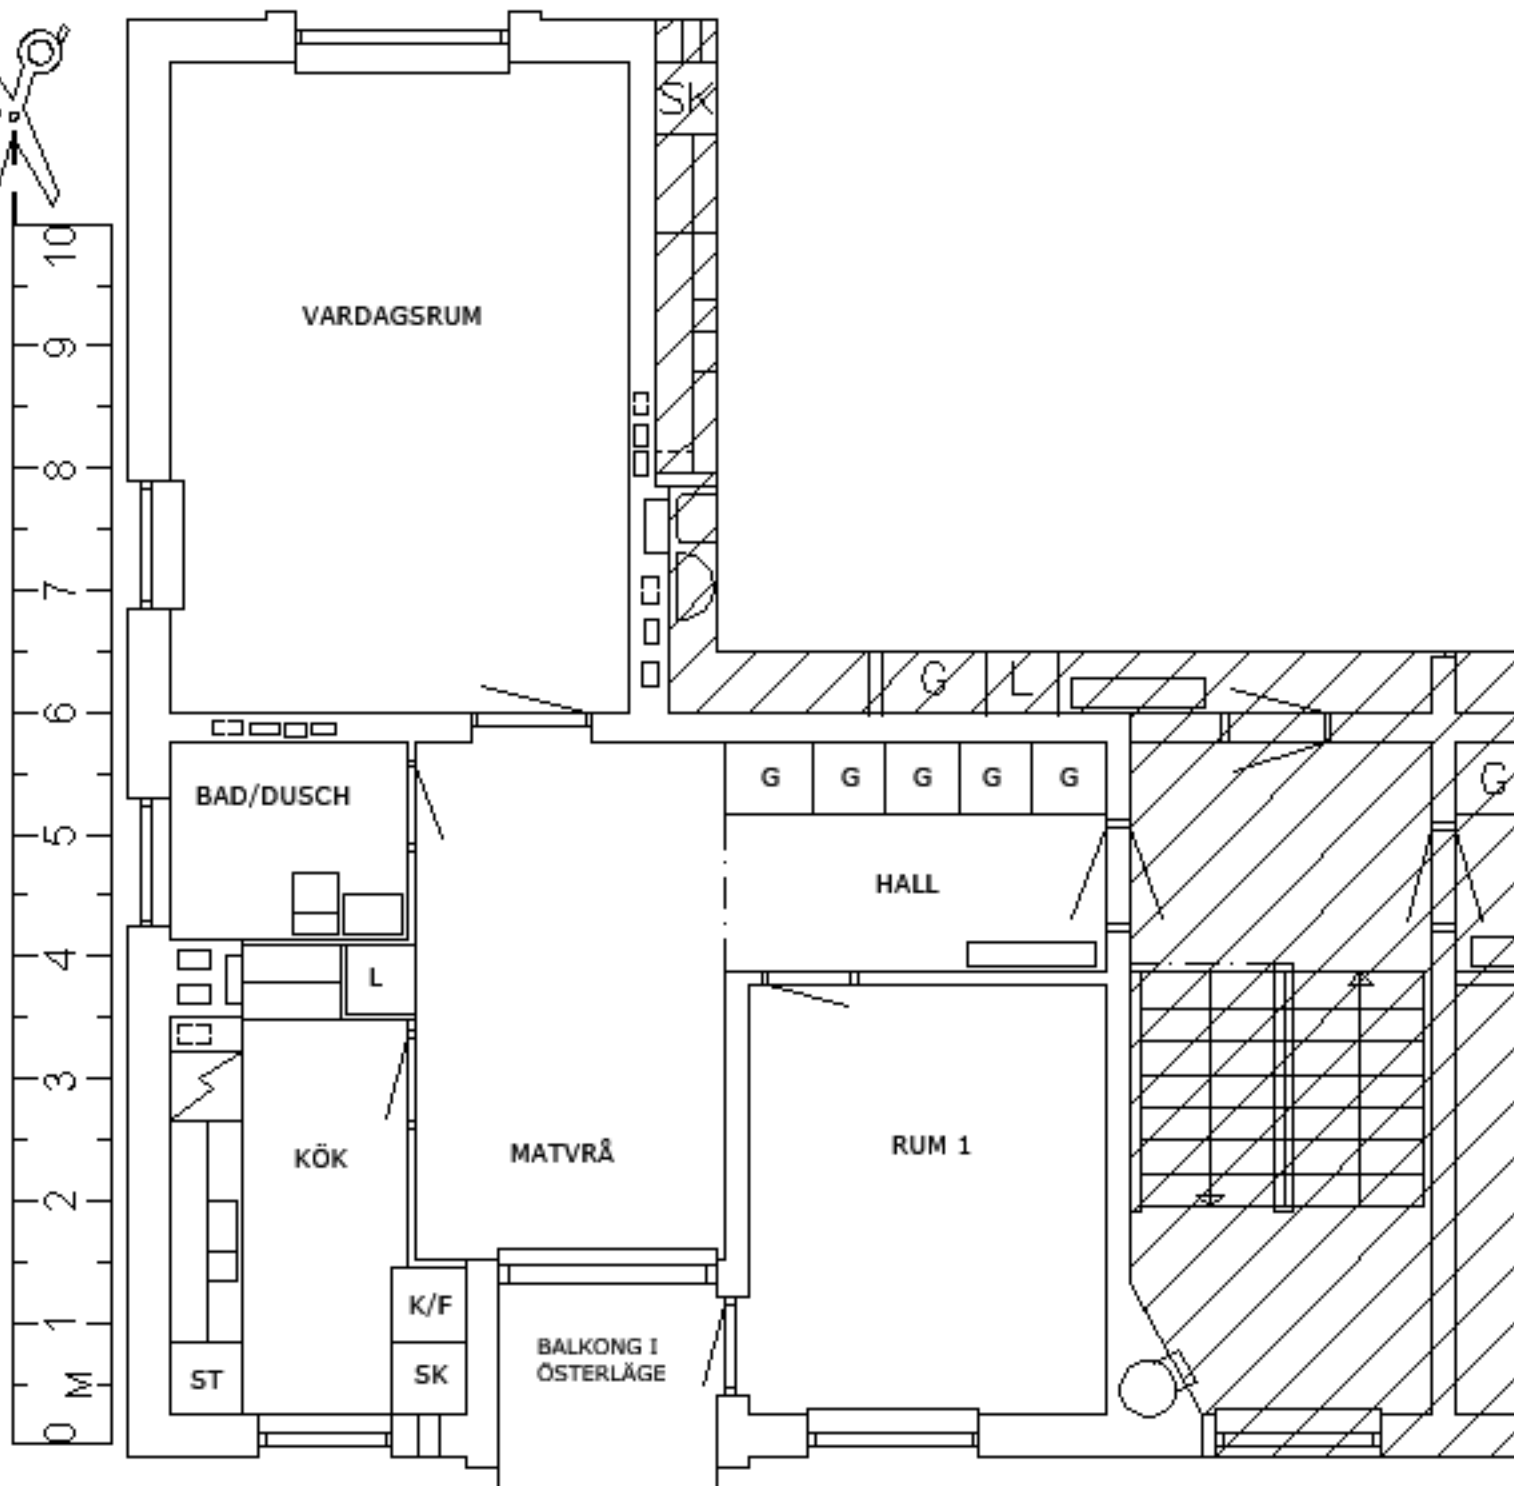 SK
10
VARDAGSRUM
9
8
7
G L
6
BAD/DUSCH
G G G G G
G
5
HALL
4
L
3
KÖK
MATVRÅ
RUM 1
2
K/F
1
BALKONG I
ÖSTERLÄGE
ST
SK
M
0